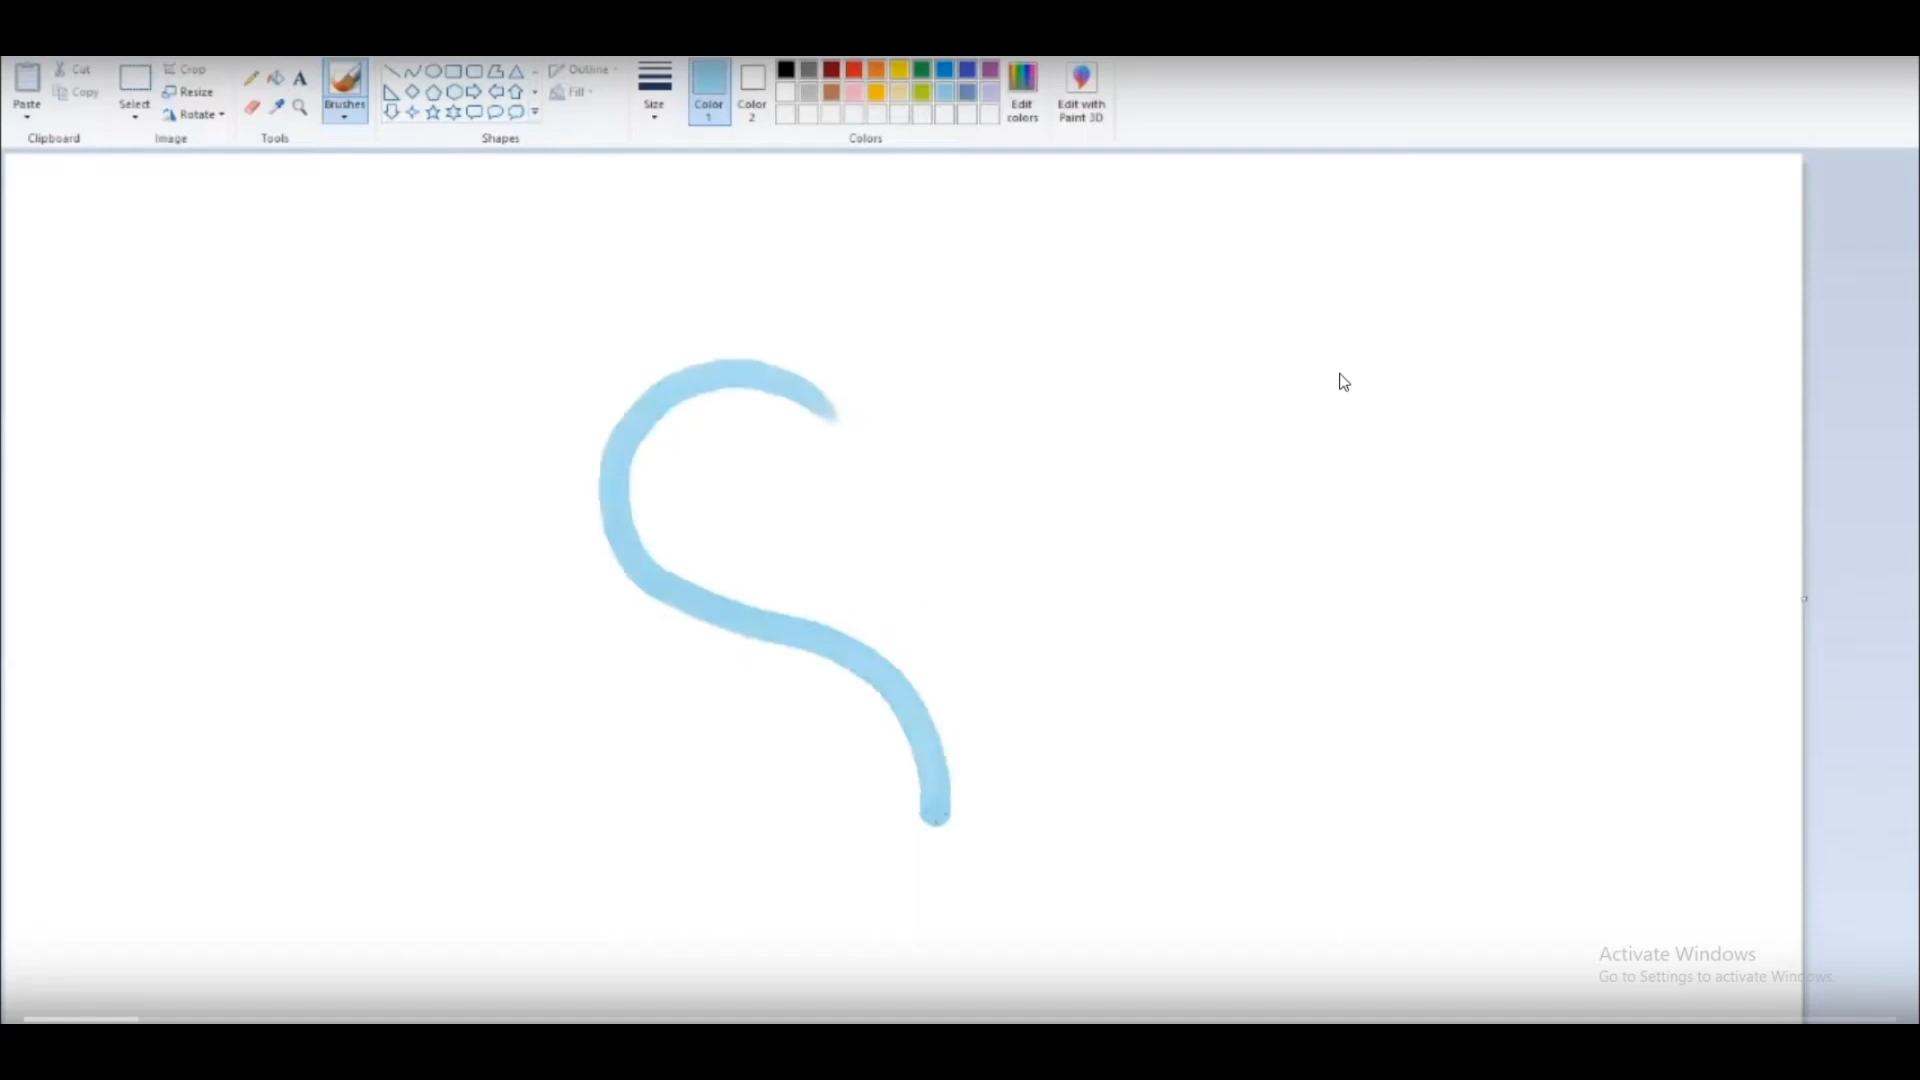 Cut
Crop
Outline
Copy
Resize
Fill
Paste
Select
Rotate
Brushes
Size
Color
1
Color
2
Edit
colors
Edit with
Paint 3D
Clipboard
Image
Tools
Shapes
Colors
A
Activate Windows
Go to Settings to activate Windows.